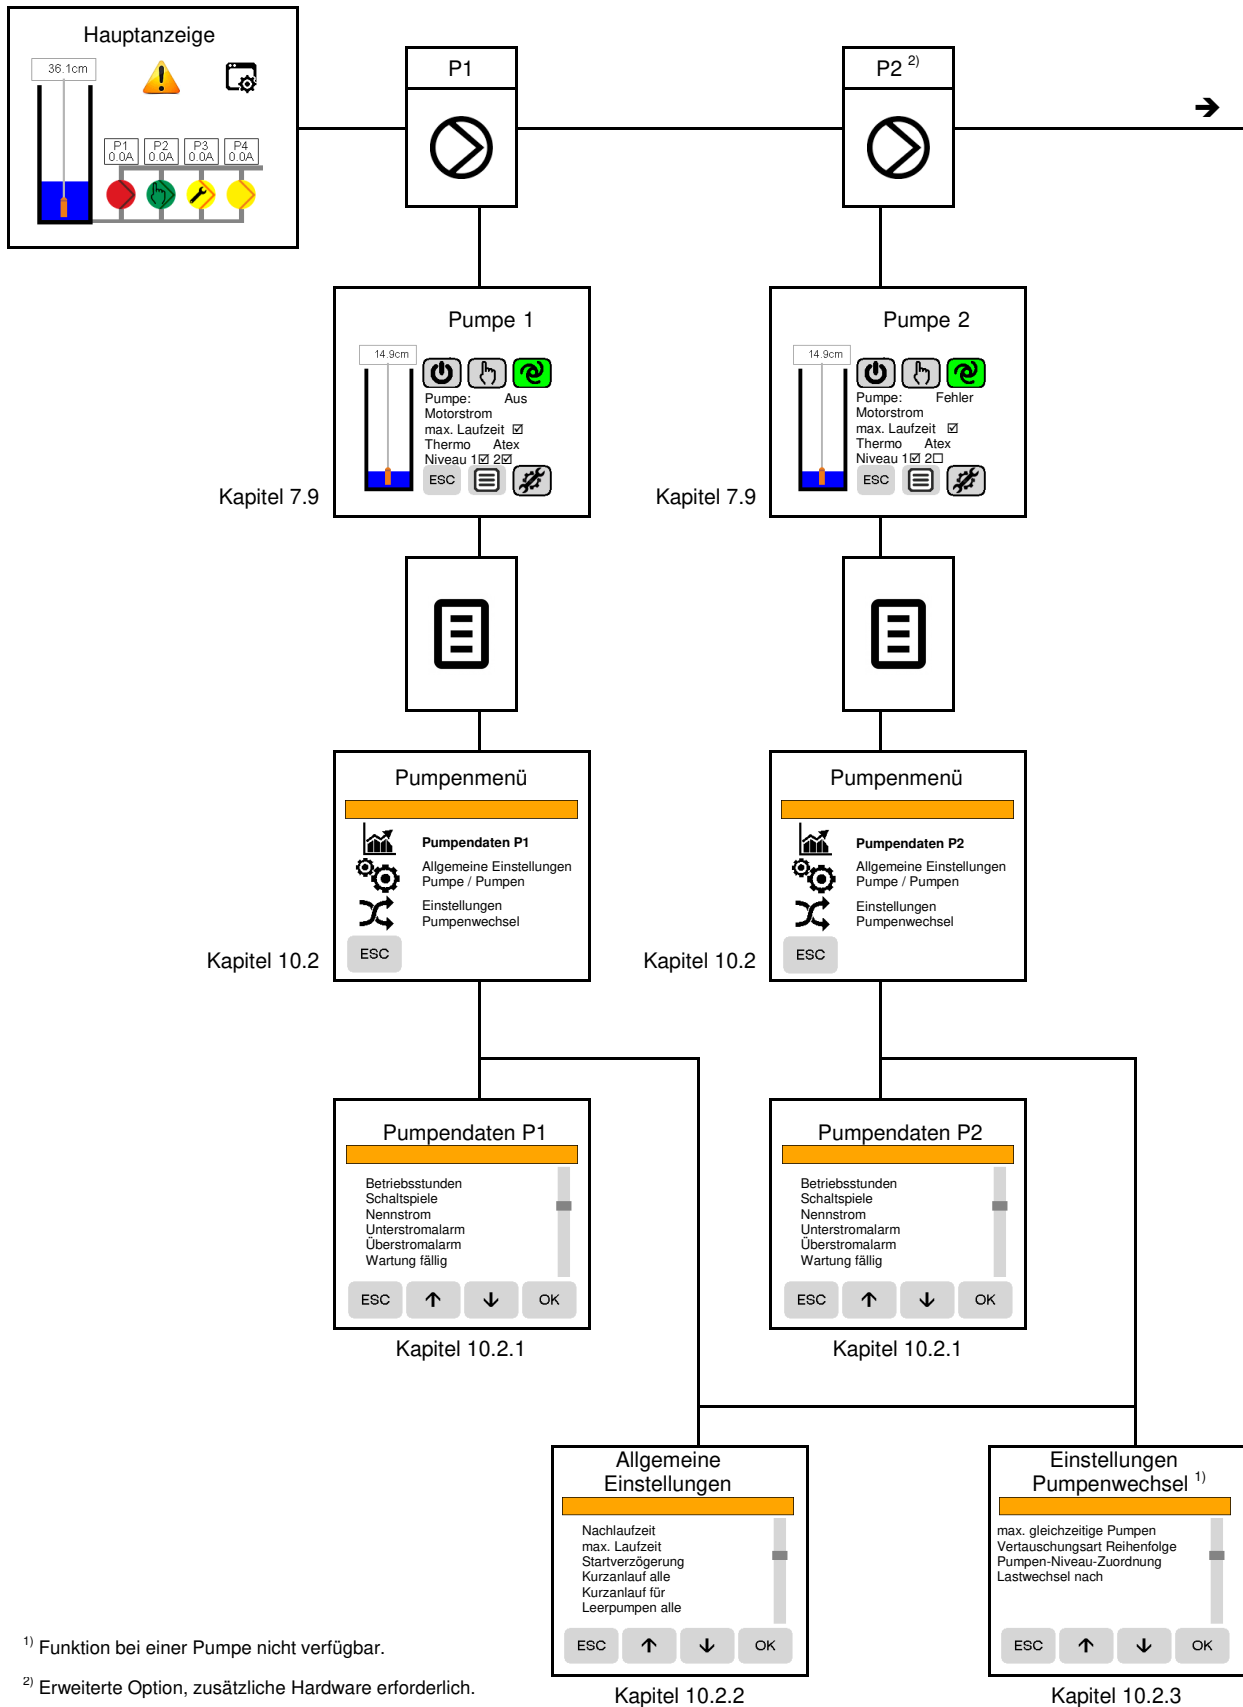 Hauptanzeige
36.1cm
P1 P2 P3 P4
0.0A 0.0A 0.0A 0.0A
P1
P2 2)
➔
Pumpe 1
14.9cm
Pumpe: Aus
Motorstrom
max. Laufzeit ☑
Thermo Atex
Niveau 1☑ 2☑
ESC
Kapitel 7.9
Pumpe 2
14.9cm
Pumpe: Fehler
Motorstrom
max. Laufzeit ☑
Thermo Atex
Niveau 1☑ 2☐
ESC
Kapitel 7.9
Pumpenmenü
Pumpendaten P1
Allgemeine Einstellungen
Pumpe / Pumpen
Einstellungen
Pumpenwechsel
ESC
Kapitel 10.2
Pumpenmenü
Pumpendaten P2
Allgemeine Einstellungen
Pumpe / Pumpen
Einstellungen
Pumpenwechsel
ESC
Kapitel 10.2
Pumpendaten P1
Betriebsstunden
Schaltspiele
Nennstrom
Unterstromalarm
Überstromalarm
Wartung fällig
ESC ↑ ↓ OK
Kapitel 10.2.1
Pumpendaten P2
Betriebsstunden
Schaltspiele
Nennstrom
Unterstromalarm
Überstromalarm
Wartung fällig
ESC ↑ ↓ OK
Kapitel 10.2.1
Allgemeine
Einstellungen
Nachlaufzeit
max. Laufzeit
Startverzögerung
Kurzanlauf alle
Kurzanlauf für
Leerpumpen alle
ESC ↑ ↓ OK
Kapitel 10.2.2
Einstellungen
Pumpenwechsel 1)
max. gleichzeitige Pumpen
Vertauschungsart Reihenfolge
Pumpen-Niveau-Zuordnung
Lastwechsel nach
ESC ↑ ↓ OK
Kapitel 10.2.3
1) Funktion bei einer Pumpe nicht verfügbar.
2) Erweiterte Option, zusätzliche Hardware erforderlich.